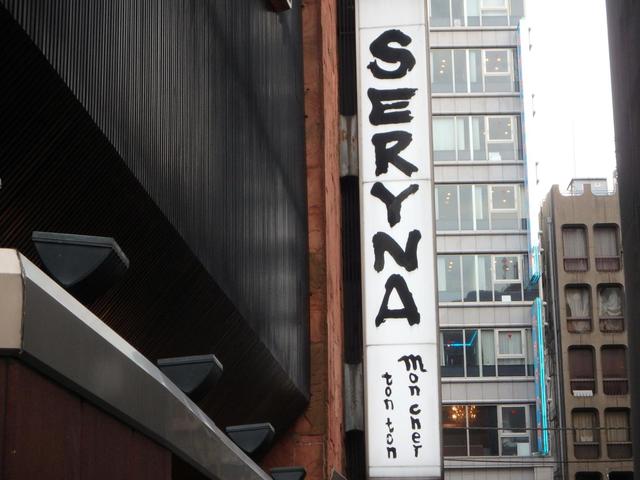 SERYNA
mon cher
ton ton